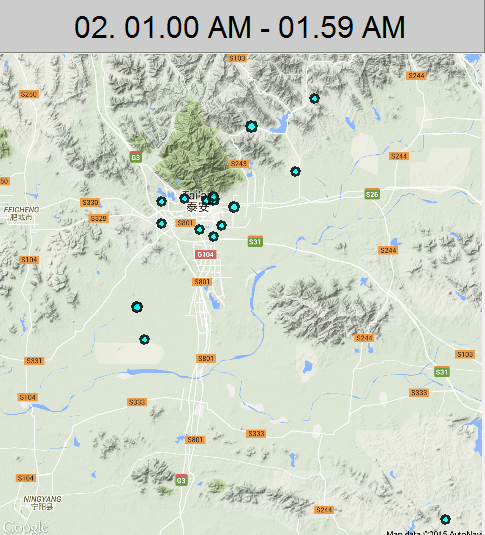 02. 01.00 AM - 01.59 AM
S103
S244
S250
G3
S244
S243
50
S330
S26
FEICHENG
肥城市
S329
Tai'an
泰安
S801
S31
S244
S104
G104
S801
S244
S103
S801
S331
S31
S104
S333
S333
S801
S333
S104
G3
NINGYANG
宁阳县
S244
Google
Map data ©2015 AutoNavi